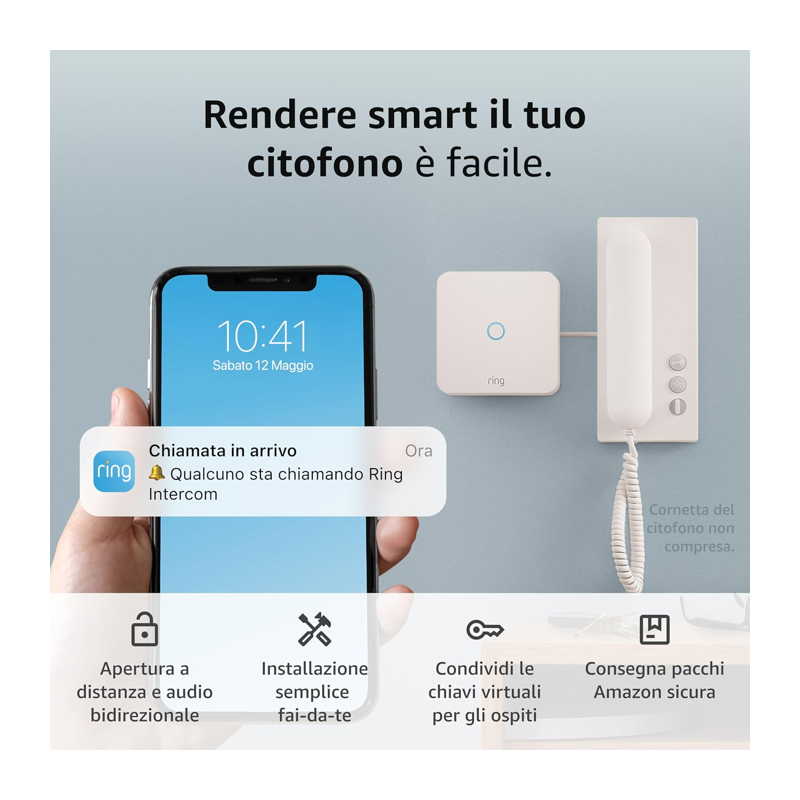 Rendere smart il tuo
citofono è facile.
10:41
Sabato 12 Maggio
ring
ring
Chiamata in arrivo
Ora
🔔 Qualcuno sta chiamando Ring
Intercom
Cornetta del
citofono non
compresa.
Apertura a
distanza e audio
bidirezionale
Installazione
semplice
fai-da-te
Condividi le
chiavi virtuali
per gli ospiti
Consegna pacchi
Amazon sicura